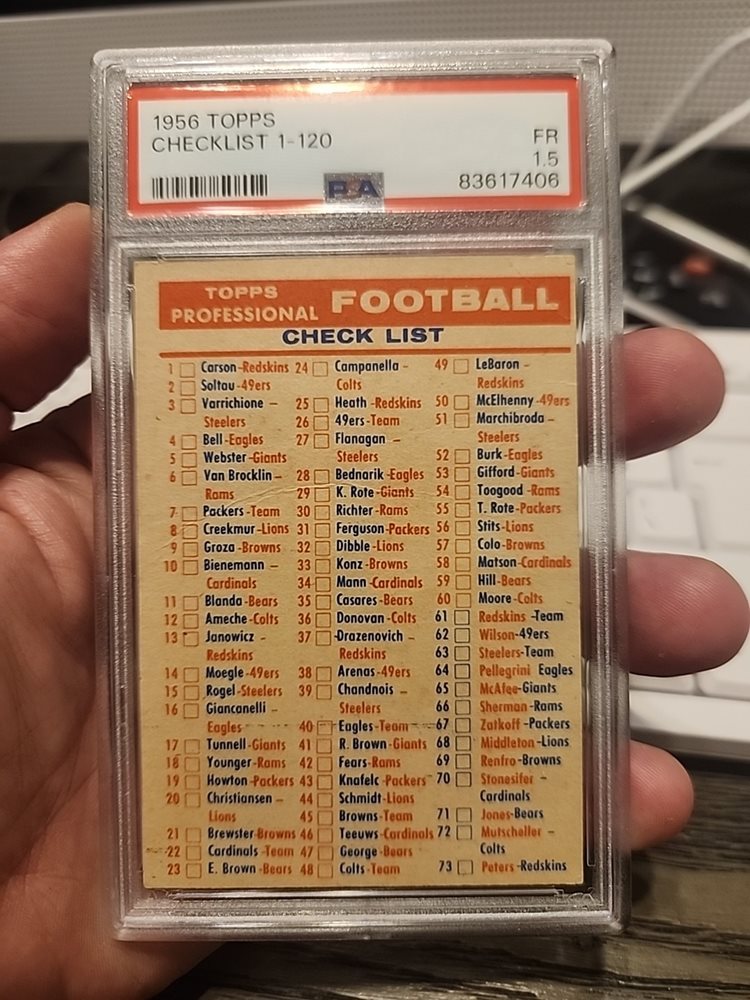 1956 TOPPS
CHECKLIST 1-120
FR
1.5
PSA
83617406
TOPPS
PROFESSIONAL
FOOTBALL
CHECK LIST
1 Carson-Redskins
2 Soltau-49ers
3 Varrichione -
Steelers
4 Bell-Eagles
5 Webster-Giants
6 Van Brocklin-
Rams
7 Packers-Team
8 Creekmur-Lions
9 Groza-Browns
10 Bienemann -
Cardinals
11 Blanda-Bears
12 Ameche-Colts
13 Janowicz -
Redskins
14 Moegle-49ers
15 Rogel-Steelers
16 Giancanelli -
Eagles
17 Tunnell-Giants
18 Younger-Rams
19 Howton-Packers
20 Christiansen-
Lions
21 Brewster-Browns
22 Cardinals-Team
23 E. Brown-Bears
24 Campanella -
Colts
25 Heath-Redskins
26 49ers-Team
27 Flanagan -
Steelers
28 Bednarik-Eagles
29 K. Rote-Giants
30 Richter-Rams
31 Ferguson-Packers
32 Dibble-Lions
33 Konz-Browns
34 Mann-Cardinals
35 Casares-Bears
36 Donovan-Colts
37 Drazenovich -
Redskins
38 Arenas-49ers
39 Chandnois -
Steelers
40 Eagles-Team
41 R. Brown-Giants
42 Fears-Rams
43 Knafelc-Packers
44 Schmidt-Lions
45 Browns-Team
46 Teeuws-Cardinals
47 George-Bears
48 Colts-Team
49 LeBaron -
Redskins
50 McElhenny-49ers
51 Marchibroda-
Steelers
52 Burk-Eagles
53 Gifford-Giants
54 Toogood-Rams
55 T. Rote-Packers
56 Stits-Lions
57 Colo-Browns
58 Matson-Cardinals
59 Hill-Bears
60 Moore-Colts
61 Redskins-Team
62 Wilson-49ers
63 Steelers-Team
64 Pellegrini Eagles
65 McAfee-Giants
66 Sherman-Rams
67 Zatkoff-Packers
68 Middleton-Lions
69 Renfro-Browns
70 Stonesifer -
Cardinals
71 Jones-Bears
72 Mutscheller -
Colts
73 Peters-Redskins